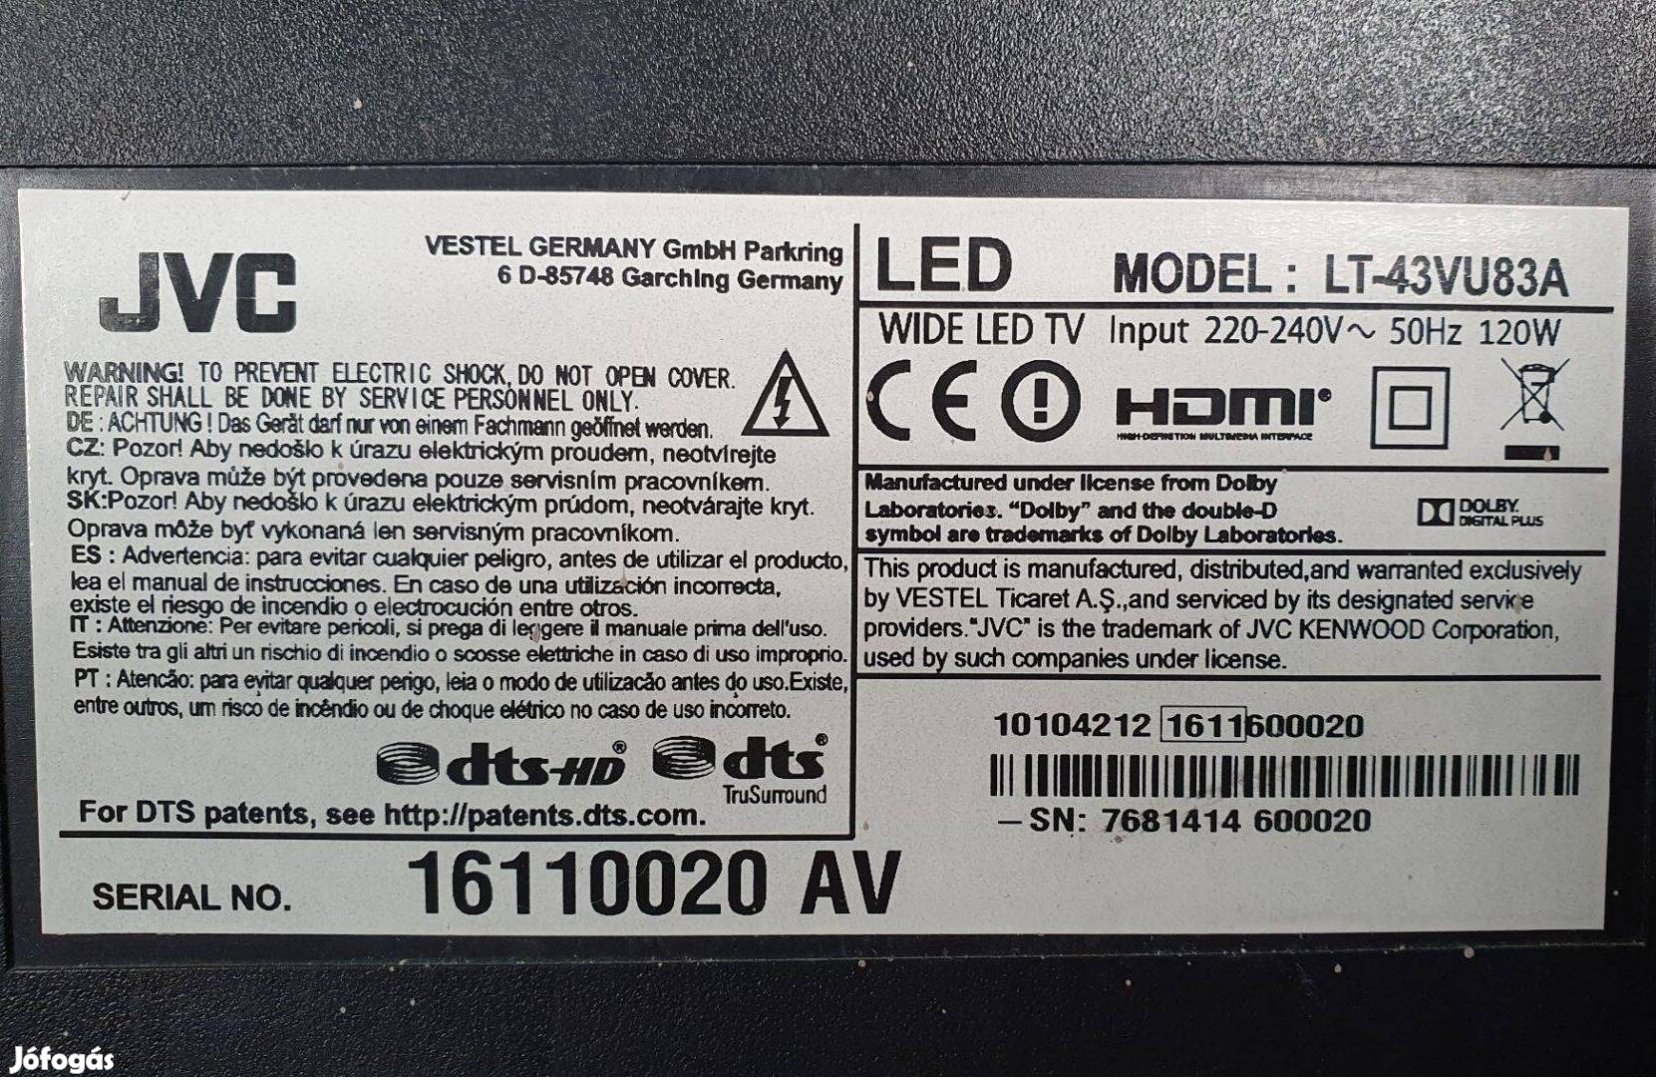 JVC
VESTEL GERMANY GmbH Parkring
6 D-85748 Garching Germany
WARNING! TO PREVENT ELECTRIC SHOCK, DO NOT OPEN COVER.
REPAIR SHALL BE DONE BY SERVICE PERSONNEL ONLY.
DE : ACHTUNG ! Das Gerät darf nur von einem Fachmann geöffnet werden.
CZ: Pozor! Aby nedošlo k úrazu elektrickým proudem, neotvírejte
kryt. Oprava může být provedena pouze servisním pracovníkem.
SK:Pozor! Aby nedošlo k úrazu elektrickým prúdom, neotvárajte kryt.
Oprava môže byť vykonaná len servisným pracovníkom.
ES : Advertencia: para evitar cualquier peligro, antes de utilizar el producto,
lea el manual de instrucciones. En caso de una utilización incorrecta,
existe el riesgo de incendio o electrocución entre otros.
IT : Attenzione: Per evitare pericoli, si prega di leggere il manuale prima dell'uso.
Esiste tra gli altri un rischio di incendio o scosse elettriche in caso di uso improprio.
PT : Atencão: para evitar qualquer perigo, leia o modo de utilizacão antes do uso.Existe,
entre outros, um risco de incêndio ou de choque elétrico no caso de uso incorreto.
dts-HD® dts®
TruSurround
For DTS patents, see http://patents.dts.com.
SERIAL NO. 16110020 AV
LED MODEL : LT-43VU83A
WIDE LED TV Input 220-240V~ 50Hz 120W
CE HDMI®
HIGH-DEFINITION MULTIMEDIA INTERFACE
Manufactured under license from Dolby
Laboratories. "Dolby" and the double-D
symbol are trademarks of Dolby Laboratories.
DOLBY
DIGITAL PLUS
This product is manufactured, distributed,and warranted exclusively
by VESTEL Ticaret A.Ş.,and serviced by its designated service
providers."JVC" is the trademark of JVC KENWOOD Corporation,
used by such companies under license.
10104212 1611600020
– SN: 7681414 600020
Jófogás